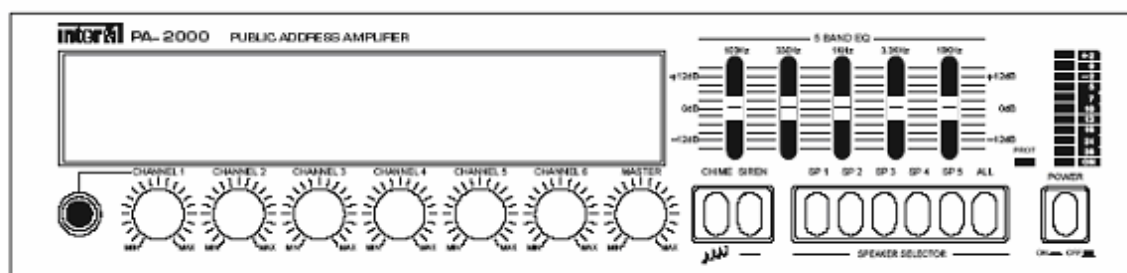 inter-M PA-2000 PUBLIC ADDRESS AMPLIFIER
5 BAND EQ
100Hz 330Hz 1KHz 3.3KHz 10KHz
+12dB +12dB
0dB 0dB
-12dB -12dB
PROT
CHANNEL 1 CHANNEL 2 CHANNEL 3 CHANNEL 4 CHANNEL 5 CHANNEL 6 MASTER
CHIME SIREN SP 1 SP 2 SP 3 SP 4 SP 5 ALL POWER
MIN MAX MIN MAX MIN MAX MIN MAX MIN MAX MIN MAX MIN MAX
SPEAKER SELECTOR
ON OFF